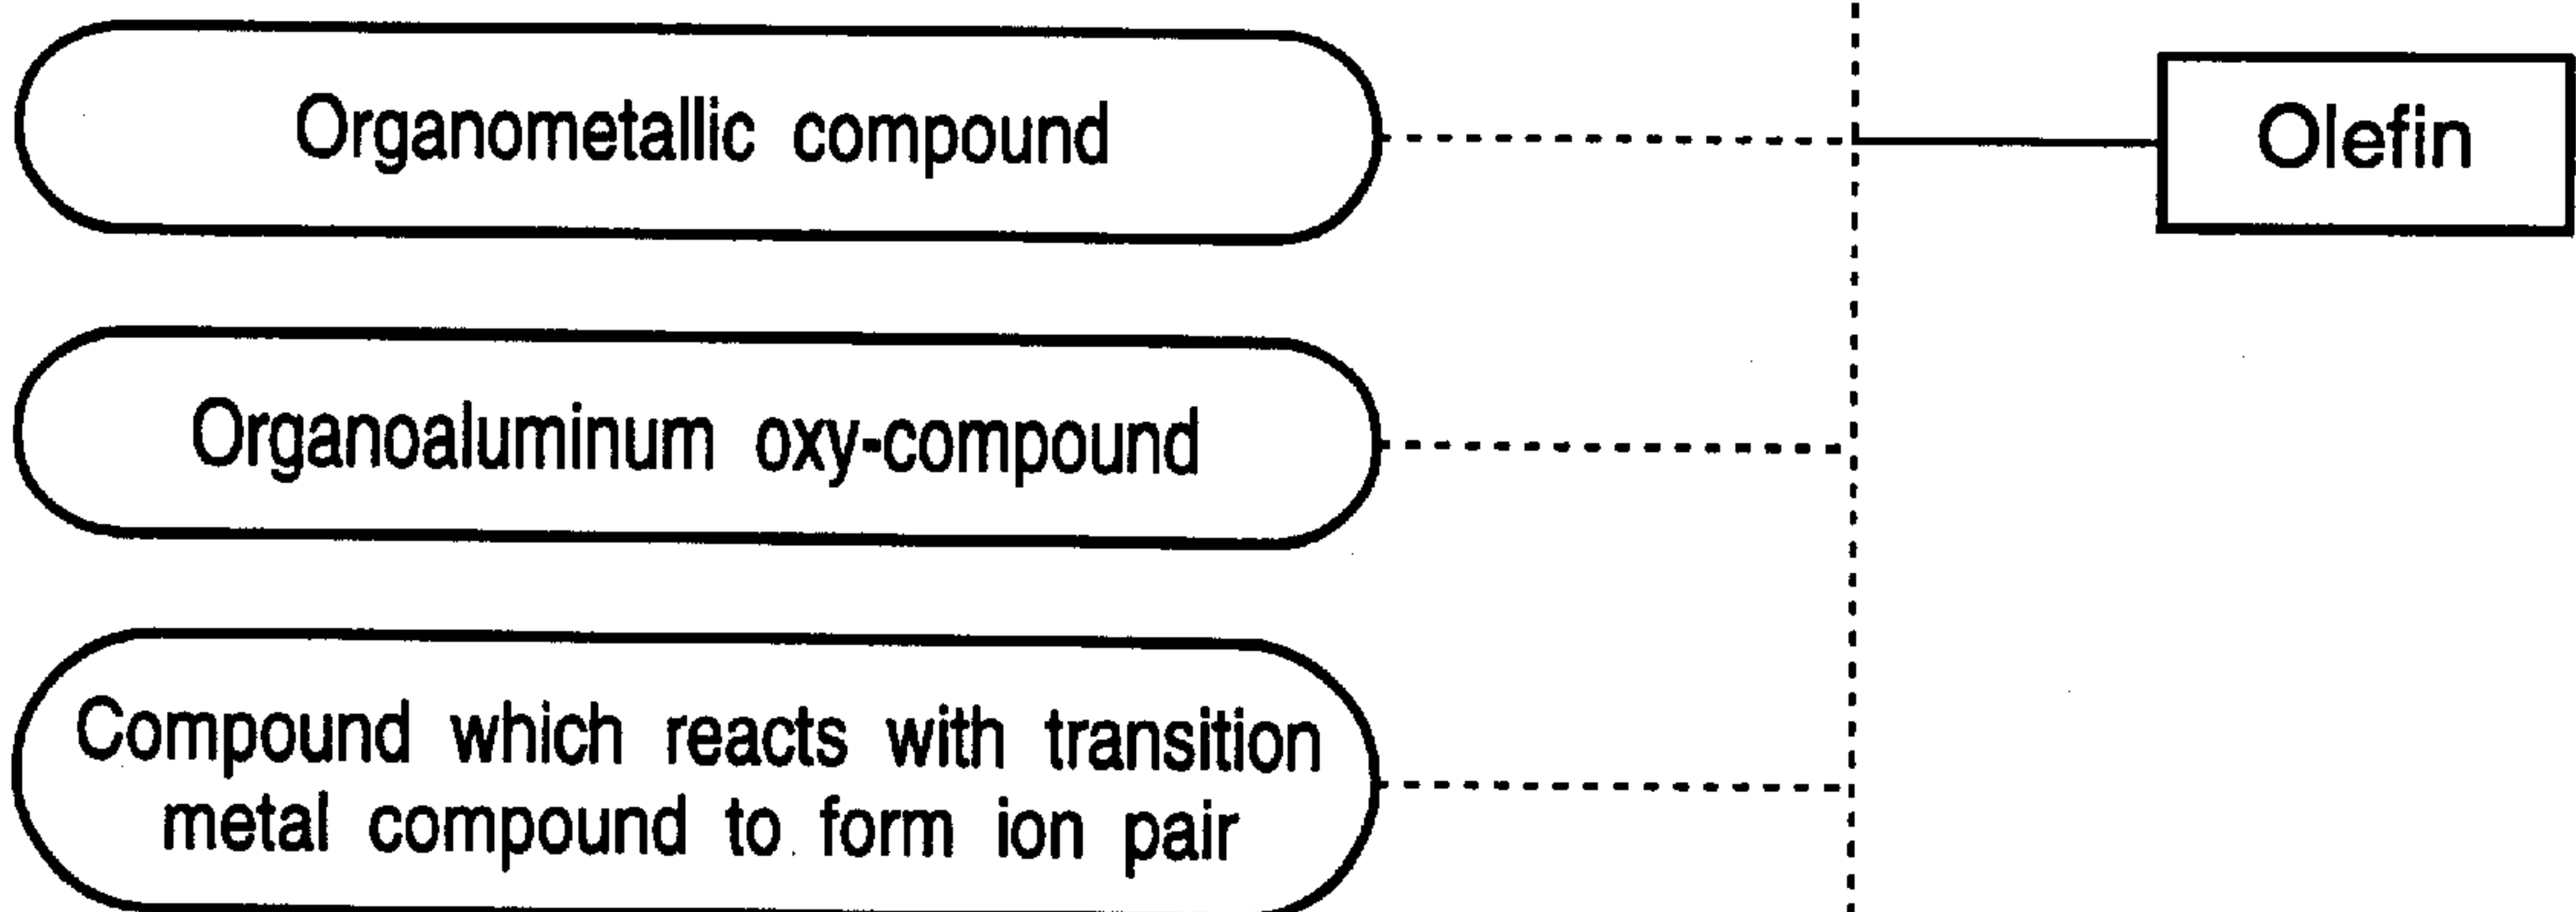 Organometallic compound
Olefin
Organoaluminum oxy-compound
Compound which reacts with transition
metal compound to form ion pair